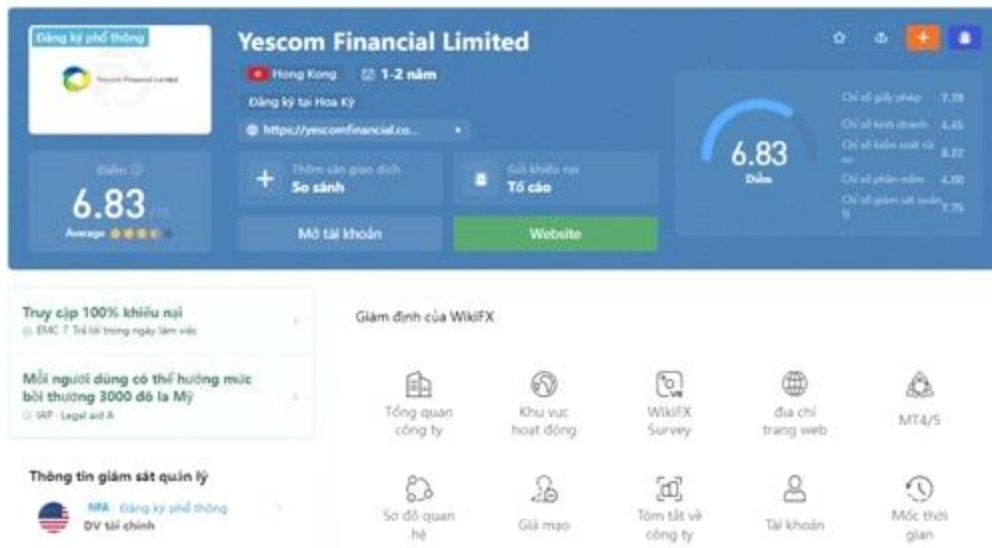 Đăng ký phổ thông
Yescom Financial Limited
Yescom Financial Limited
Hong Kong
1-2 năm
Đăng ký tại Hoa Kỳ
https://yescomfinancial.co...
Điểm
6.83
Average
Thêm sàn giao dịch
So sánh
Gửi khiếu nại
Tố cáo
Mở tài khoản
Website
6.83
Điểm
Chỉ số giấy phép
Chỉ số kinh doanh 4.45
Chỉ số kiểm soát rủi ro 8.22
Chỉ số phần mềm 4.00
Chỉ số giám sát quản lý 7.75
Truy cập 100% khiếu nại
EMC 7 Trả lời trong ngày làm việc
Mỗi người dùng có thể hưởng mức
bồi thường 3000 đô la Mỹ
IAP · Legal aid A
Giám định của WikiFX
Tổng quan
công ty
Khu vực
hoạt động
WikiFX
Survey
địa chỉ
trang web
MT4/5
Sơ đồ quan
hệ
Giả mạo
Tóm tắt về
công ty
Tài khoản
Mốc thời
gian
Thông tin giám sát quản lý
NFA Đăng ký phổ thông
DV tài chính